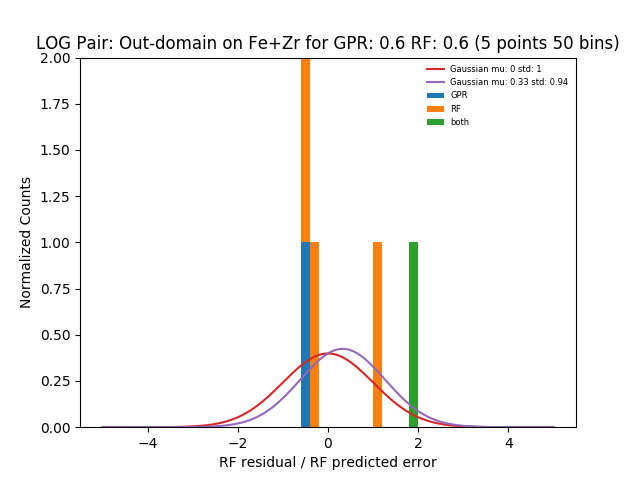 LOG Pair: Out-domain on Fe+Zr for GPR: 0.6 RF: 0.6 (5 points 50 bins)
Gaussian mu: 0 std: 1
Gaussian mu: 0.33 std: 0.94
GPR
RF
both
Normalized Counts
2.00
1.75
1.50
1.25
1.00
0.75
0.50
0.25
0.00
−4 −2 0 2 4
RF residual / RF predicted error